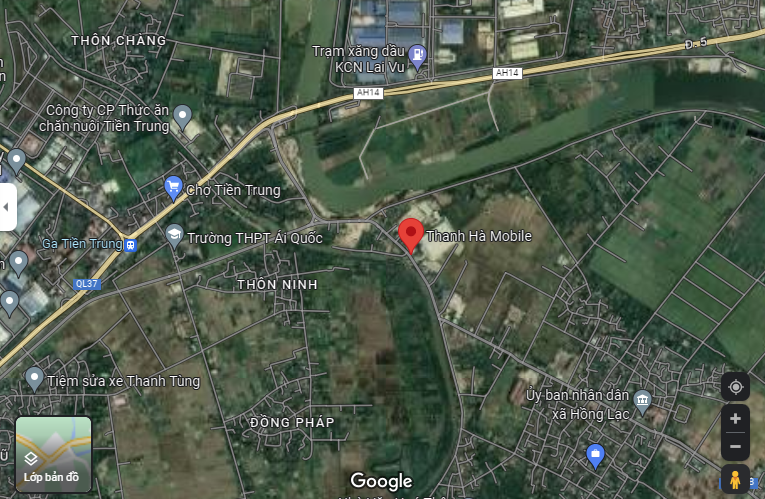 THÔN CHÀNG
Trạm xăng dầu
KCN Lai Vu
Đ. 5
AH14
AH14
Công ty CP Thức ăn
chăn nuôi Tiền Trung
Chợ Tiền Trung
Ga Tiền Trung
Trường THPT Ái Quốc
Thanh Hà Mobile
QL37
THÔN NINH
Tiệm sửa xe Thanh Tùng
Ủy ban nhân dân
xã Hồng Lạc
ĐỒNG PHÁP
Lớp bản đồ
Google